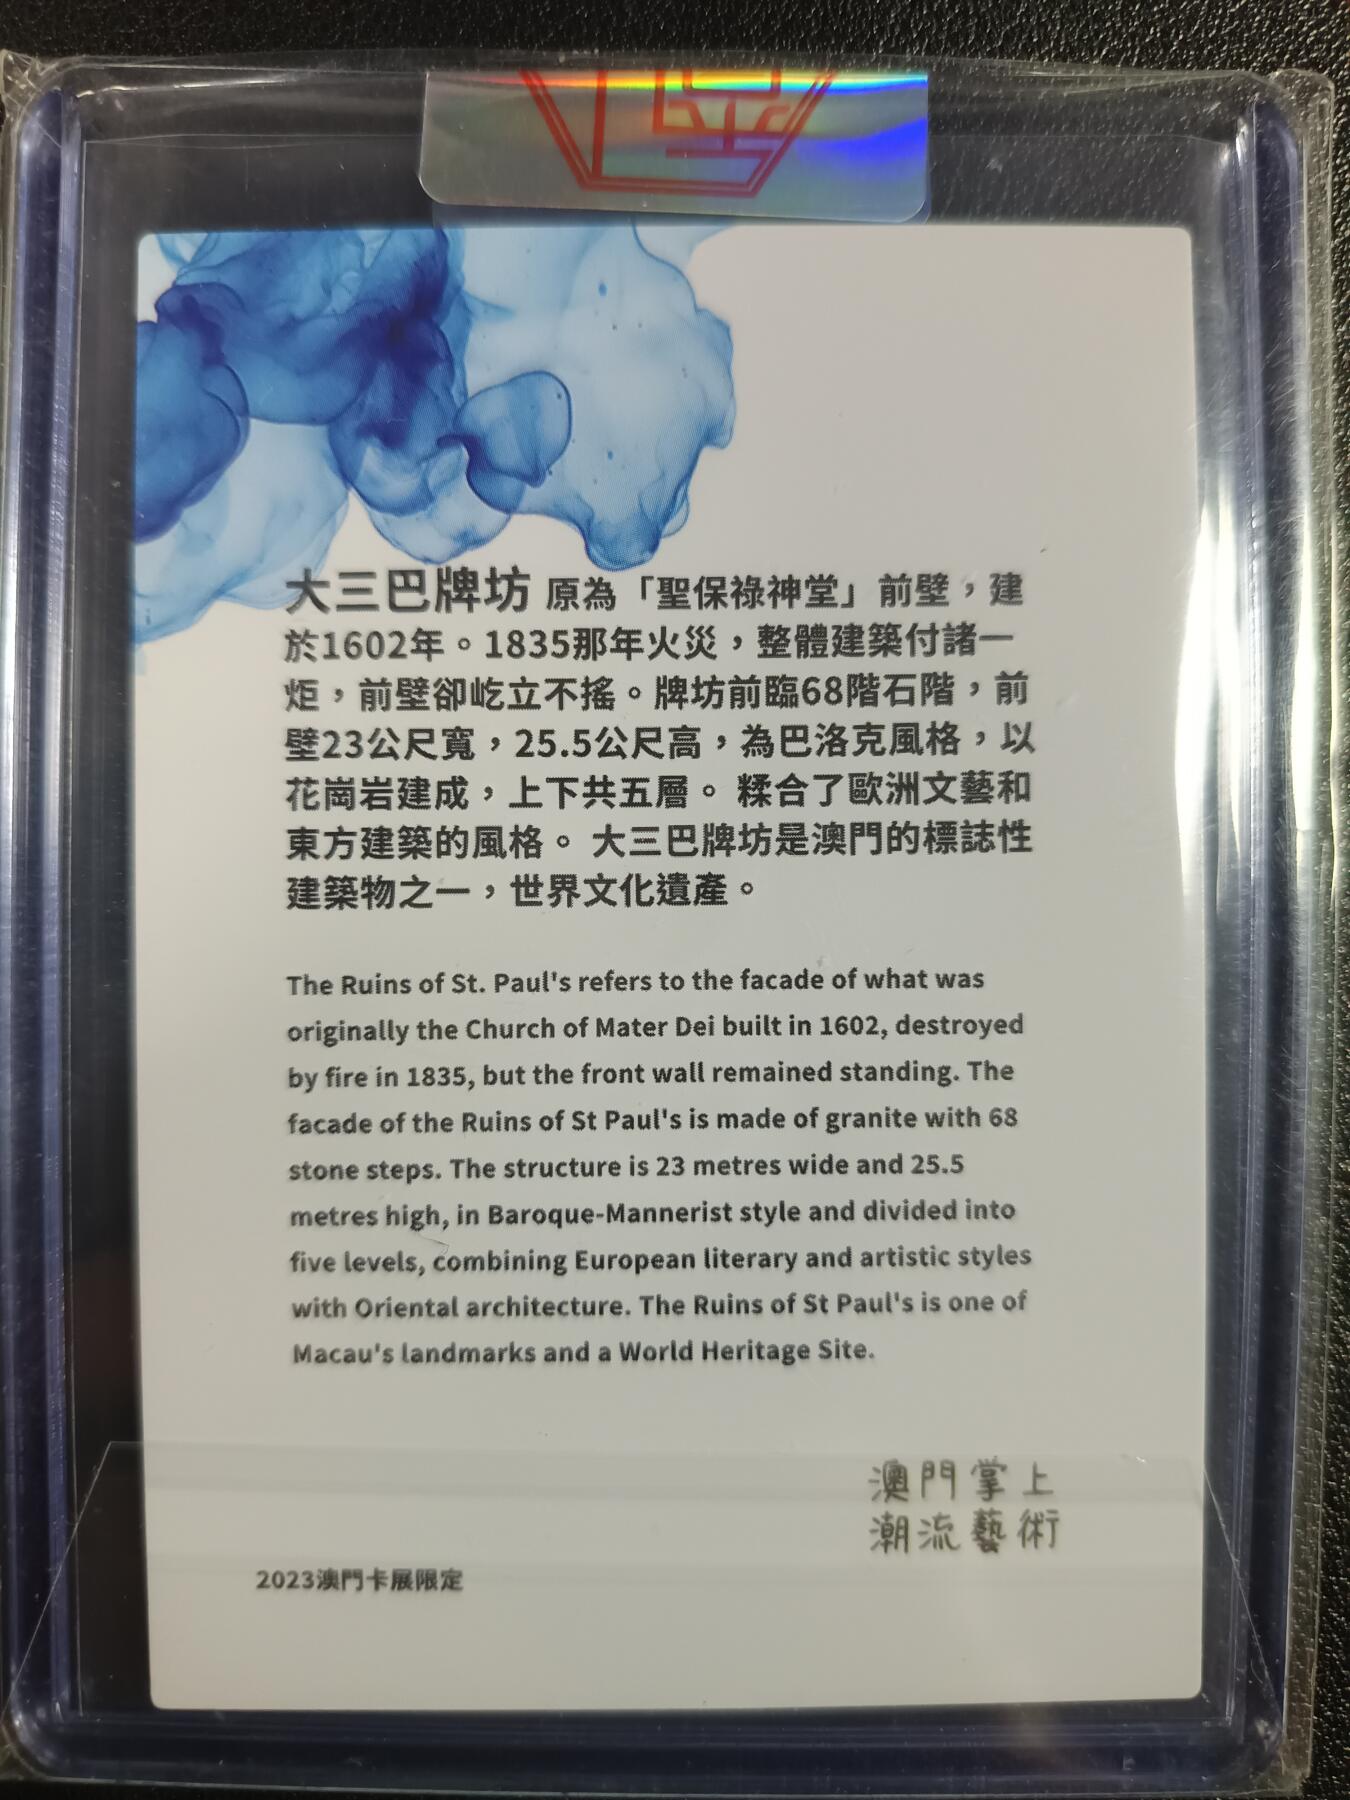 大三巴牌坊 原為「聖保祿神堂」前壁，建
於1602年。1835那年火災，整體建築付諸一
炬，前壁卻屹立不搖。牌坊前臨68階石階，前
壁23公尺寬，25.5公尺高，為巴洛克風格，以
花崗岩建成，上下共五層。 糅合了歐洲文藝和
東方建築的風格。 大三巴牌坊是澳門的標誌性
建築物之一，世界文化遺產。
The Ruins of St. Paul's refers to the facade of what was
originally the Church of Mater Dei built in 1602, destroyed
by fire in 1835, but the front wall remained standing. The
facade of the Ruins of St Paul's is made of granite with 68
stone steps. The structure is 23 metres wide and 25.5
metres high, in Baroque-Mannerist style and divided into
five levels, combining European literary and artistic styles
with Oriental architecture. The Ruins of St Paul's is one of
Macau's landmarks and a World Heritage Site.
澳門掌上
潮流藝術
2023澳門卡展限定